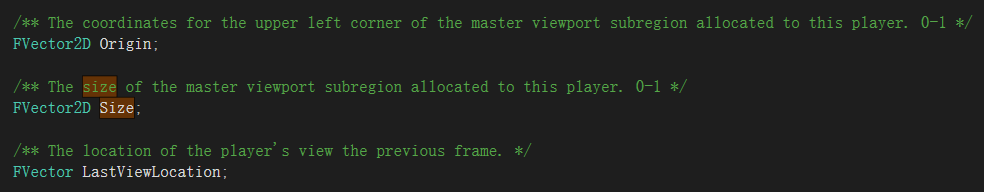 /** The coordinates for the upper left corner of the master viewport subregion allocated to this player. 0-1 */
FVector2D Origin;
/** The size of the master viewport subregion allocated to this player. 0-1 */
FVector2D Size;
/** The location of the player's view the previous frame. */
FVector LastViewLocation;